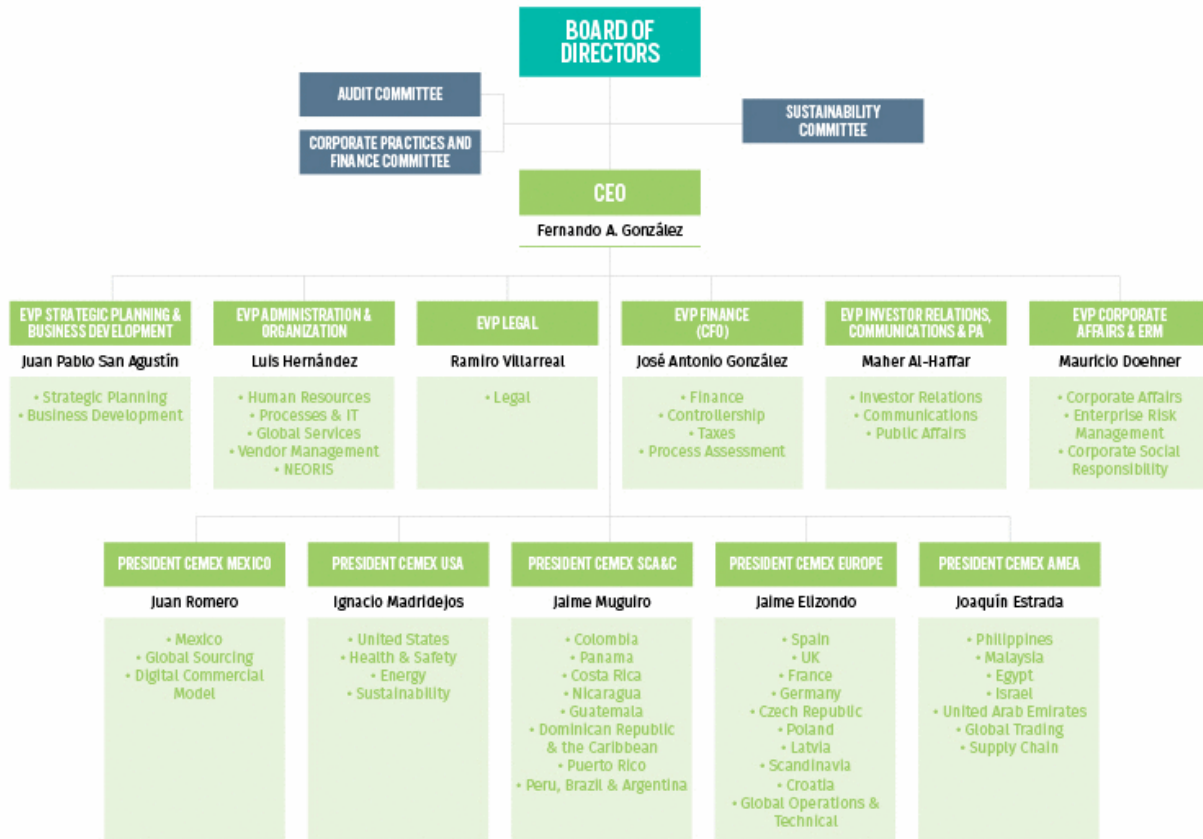 BOARD OF
DIRECTORS
AUDIT COMMITTEE
SUSTAINABILITY
COMMITTEE
CORPORATE PRACTICES AND
FINANCE COMMITTEE
CEO
Fernando A. González
EVP STRATEGIC PLANNING &
BUSINESS DEVELOPMENT
Juan Pablo San Agustín
• Strategic Planning
• Business Development
EVP ADMINISTRATION &
ORGANIZATION
Luis Hernández
• Human Resources
• Processes & IT
• Global Services
• Vendor Management
• NEORIS
EVP LEGAL
Ramiro Villarreal
• Legal
EVP FINANCE
(CFO)
José Antonio González
• Finance
• Controllership
• Taxes
• Process Assessment
EVP INVESTOR RELATIONS,
COMMUNICATIONS & PA
Maher Al-Haffar
• Investor Relations
• Communications
• Public Affairs
EVP CORPORATE
AFFAIRS & ERM
Mauricio Doehner
• Corporate Affairs
• Enterprise Risk
Management
• Corporate Social
Responsibility
PRESIDENT CEMEX MEXICO
Juan Romero
• Mexico
• Global Sourcing
• Digital Commercial
Model
PRESIDENT CEMEX USA
Ignacio Madridejos
• United States
• Health & Safety
• Energy
• Sustainability
PRESIDENT CEMEX SCA&C
Jaime Muguiro
• Colombia
• Panama
• Costa Rica
• Nicaragua
• Guatemala
• Dominican Republic
& the Caribbean
• Puerto Rico
• Peru, Brazil & Argentina
PRESIDENT CEMEX EUROPE
Jaime Elizondo
• Spain
• UK
• France
• Germany
• Czech Republic
• Poland
• Latvia
• Scandinavia
• Croatia
• Global Operations &
Technical
PRESIDENT CEMEX AMEA
Joaquín Estrada
• Philippines
• Malaysia
• Egypt
• Israel
• United Arab Emirates
• Global Trading
• Supply Chain